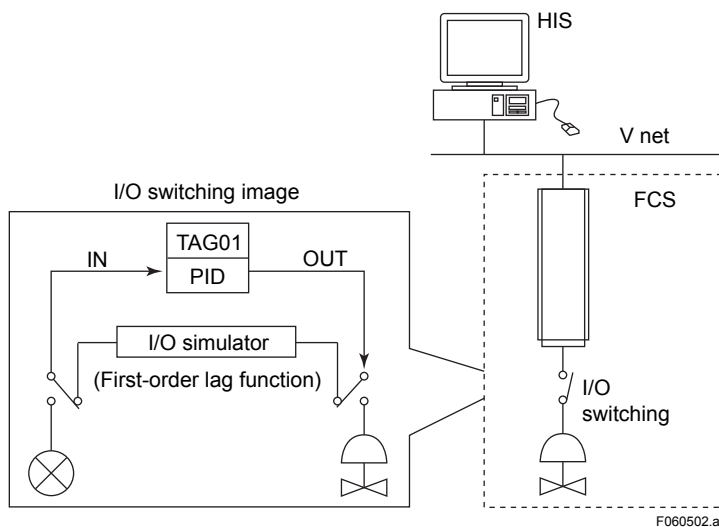 HIS
V net
I/O switching image
FCS
TAG01
IN
OUT
PID
I/O simulator
(First-order lag function)
I/O
switching
F060502.ai